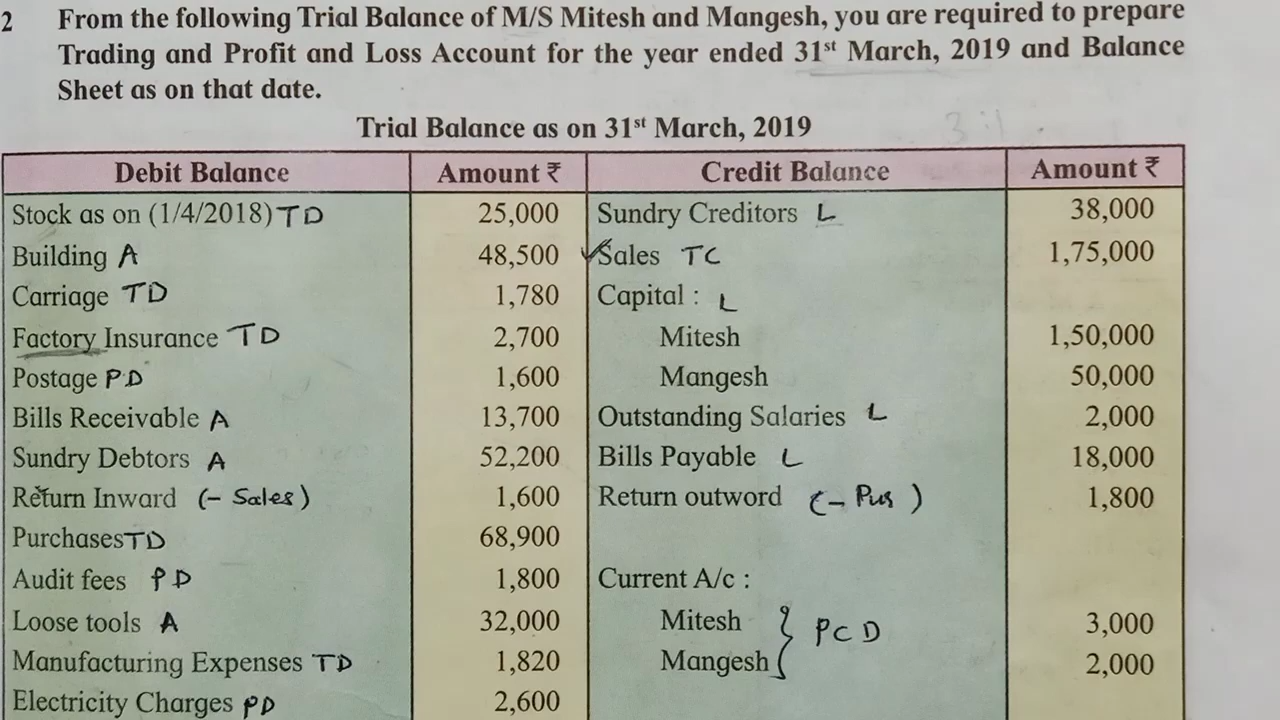 2 From the following Trial Balance of M/S Mitesh and Mangesh, you are required to prepare
Trading and Profit and Loss Account for the year ended 31st March, 2019 and Balance
Sheet as on that date.
Trial Balance as on 31st March, 2019
Debit Balance Amount ₹ Credit Balance Amount ₹
Stock as on (1/4/2018) TD 25,000 Sundry Creditors L 38,000
Building A 48,500 ✓Sales TC 1,75,000
Carriage TD 1,780 Capital : L
Factory Insurance TD 2,700 Mitesh 1,50,000
Postage P.D 1,600 Mangesh 50,000
Bills Receivable A 13,700 Outstanding Salaries L 2,000
Sundry Debtors A 52,200 Bills Payable L 18,000
Return Inward (- Sales) 1,600 Return outword (- Pus) 1,800
Purchases TD 68,900
Audit fees PD 1,800 Current A/c :
Loose tools A 32,000 Mitesh } PCD 3,000
Manufacturing Expenses TD 1,820 Mangesh 2,000
Electricity Charges PD 2,600